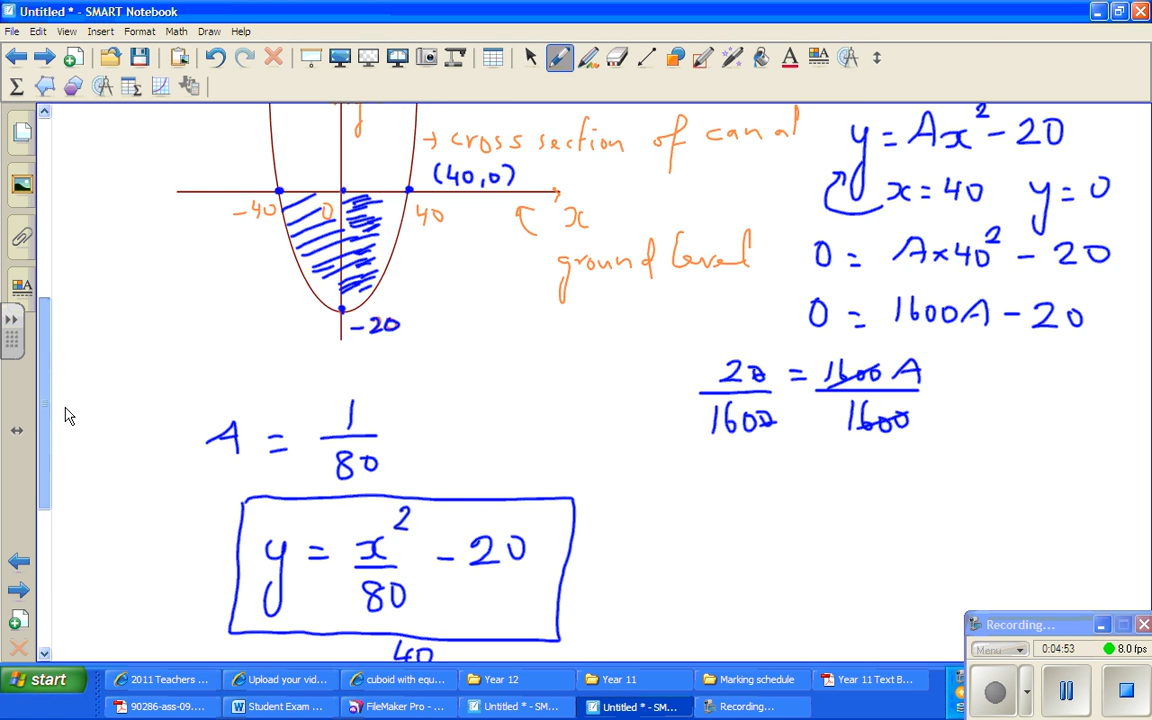 Untitled * - SMART Notebook
File Edit View Insert Format Math Draw Help
y
→ cross section of canal
(40,0)
-40 0 40 x
ground level
-20
y = Ax² - 20
x = 40 y = 0
0 = A×40² - 20
0 = 1600A - 20
20/1600 = 1600A/1600
A = 1/80
y = x²/80 - 20
40
Recording...
Menu 0:04:53 8.0 fps
start 2011 Teachers ... Upload your vid... cuboid with equ... Year 12 Year 11 Marking schedule Year 11 Text B...
90286-ass-09.... Student Exam ... FileMaker Pro - ... Untitled * - SM... Untitled * - SM... Recording...